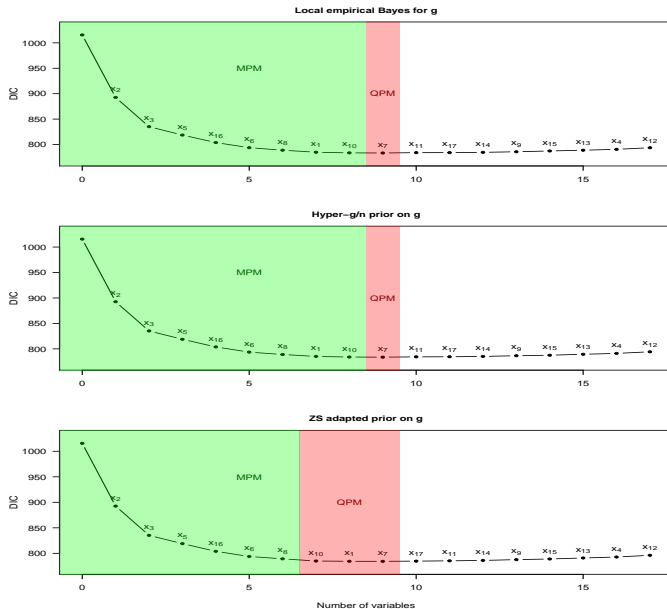 Local empirical Bayes for g
DIC
1000
950
900
850
800
MPM
QPM
x2 x3 x5 x16 x6 x8 x1 x10 x7 x11 x17 x14 x9 x15 x13 x4 x12
0 5 10 15
Hyper−g/n prior on g
DIC
1000
950
900
850
800
MPM
QPM
x2 x3 x5 x16 x6 x8 x1 x10 x7 x11 x17 x14 x9 x15 x13 x4 x12
0 5 10 15
ZS adapted prior on g
DIC
1000
950
900
850
800
MPM
QPM
x2 x3 x5 x16 x6 x8 x10 x1 x7 x17 x11 x14 x9 x15 x13 x4 x12
0 5 10 15
Number of variables